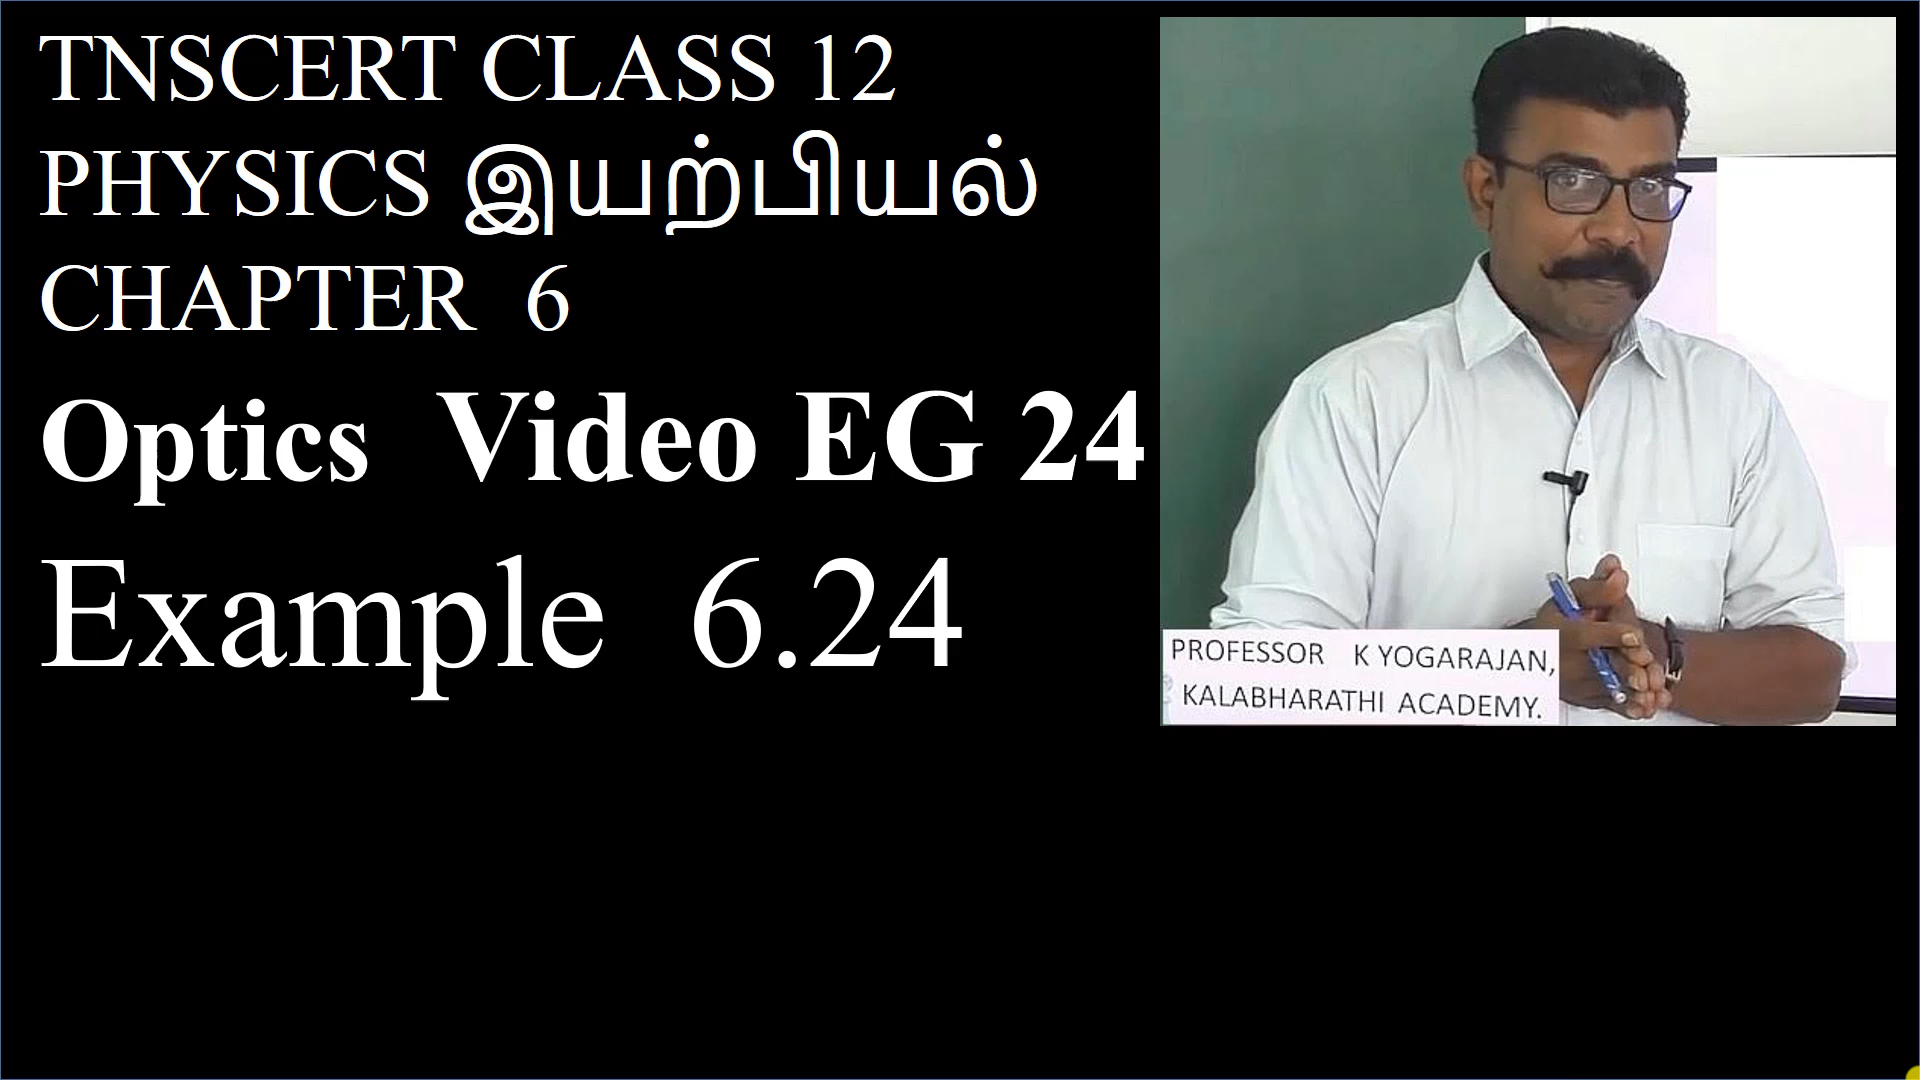 TNSCERT CLASS 12
PHYSICS இயற்பியல்
CHAPTER 6
Optics Video EG 24
Example 6.24
PROFESSOR K YOGARAJAN,
KALABHARATHI ACADEMY.